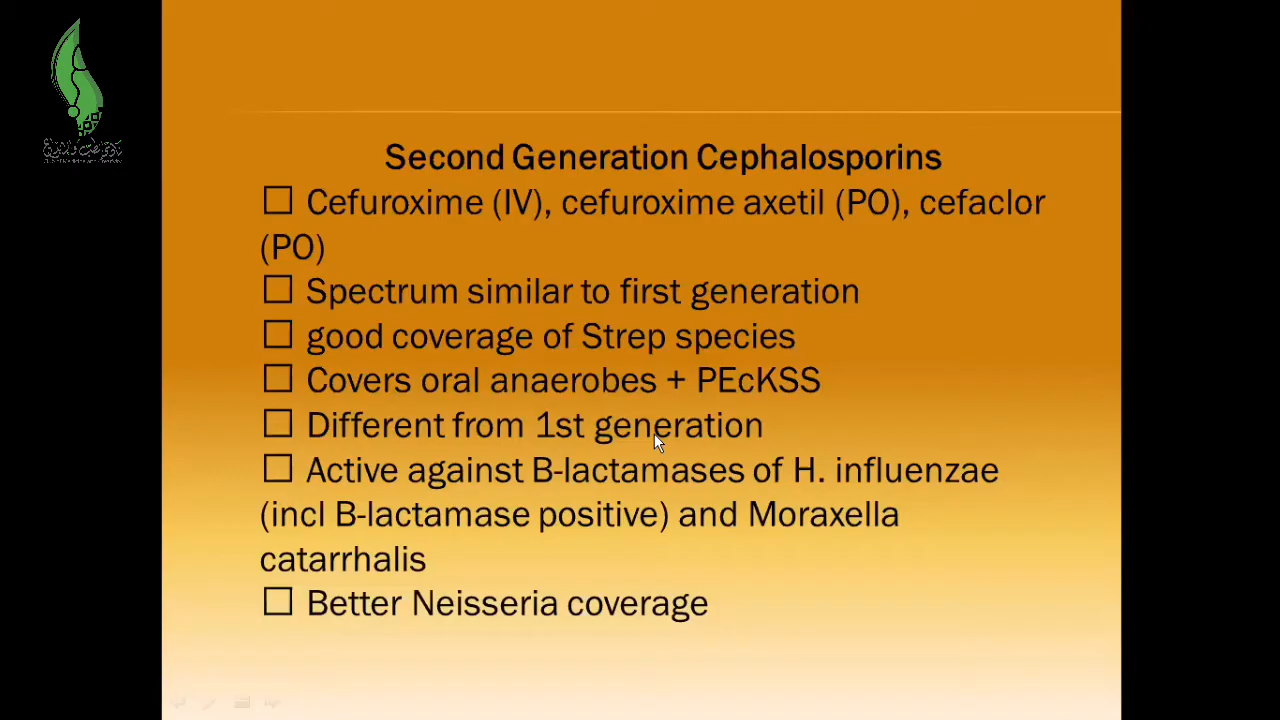 Second Generation Cephalosporins
☐ Cefuroxime (IV), cefuroxime axetil (PO), cefaclor
(PO)
☐ Spectrum similar to first generation
☐ good coverage of Strep species
☐ Covers oral anaerobes + PEcKSS
☐ Different from 1st generation
☐ Active against B-lactamases of H. influenzae
(incl B-lactamase positive) and Moraxella
catarrhalis
☐ Better Neisseria coverage